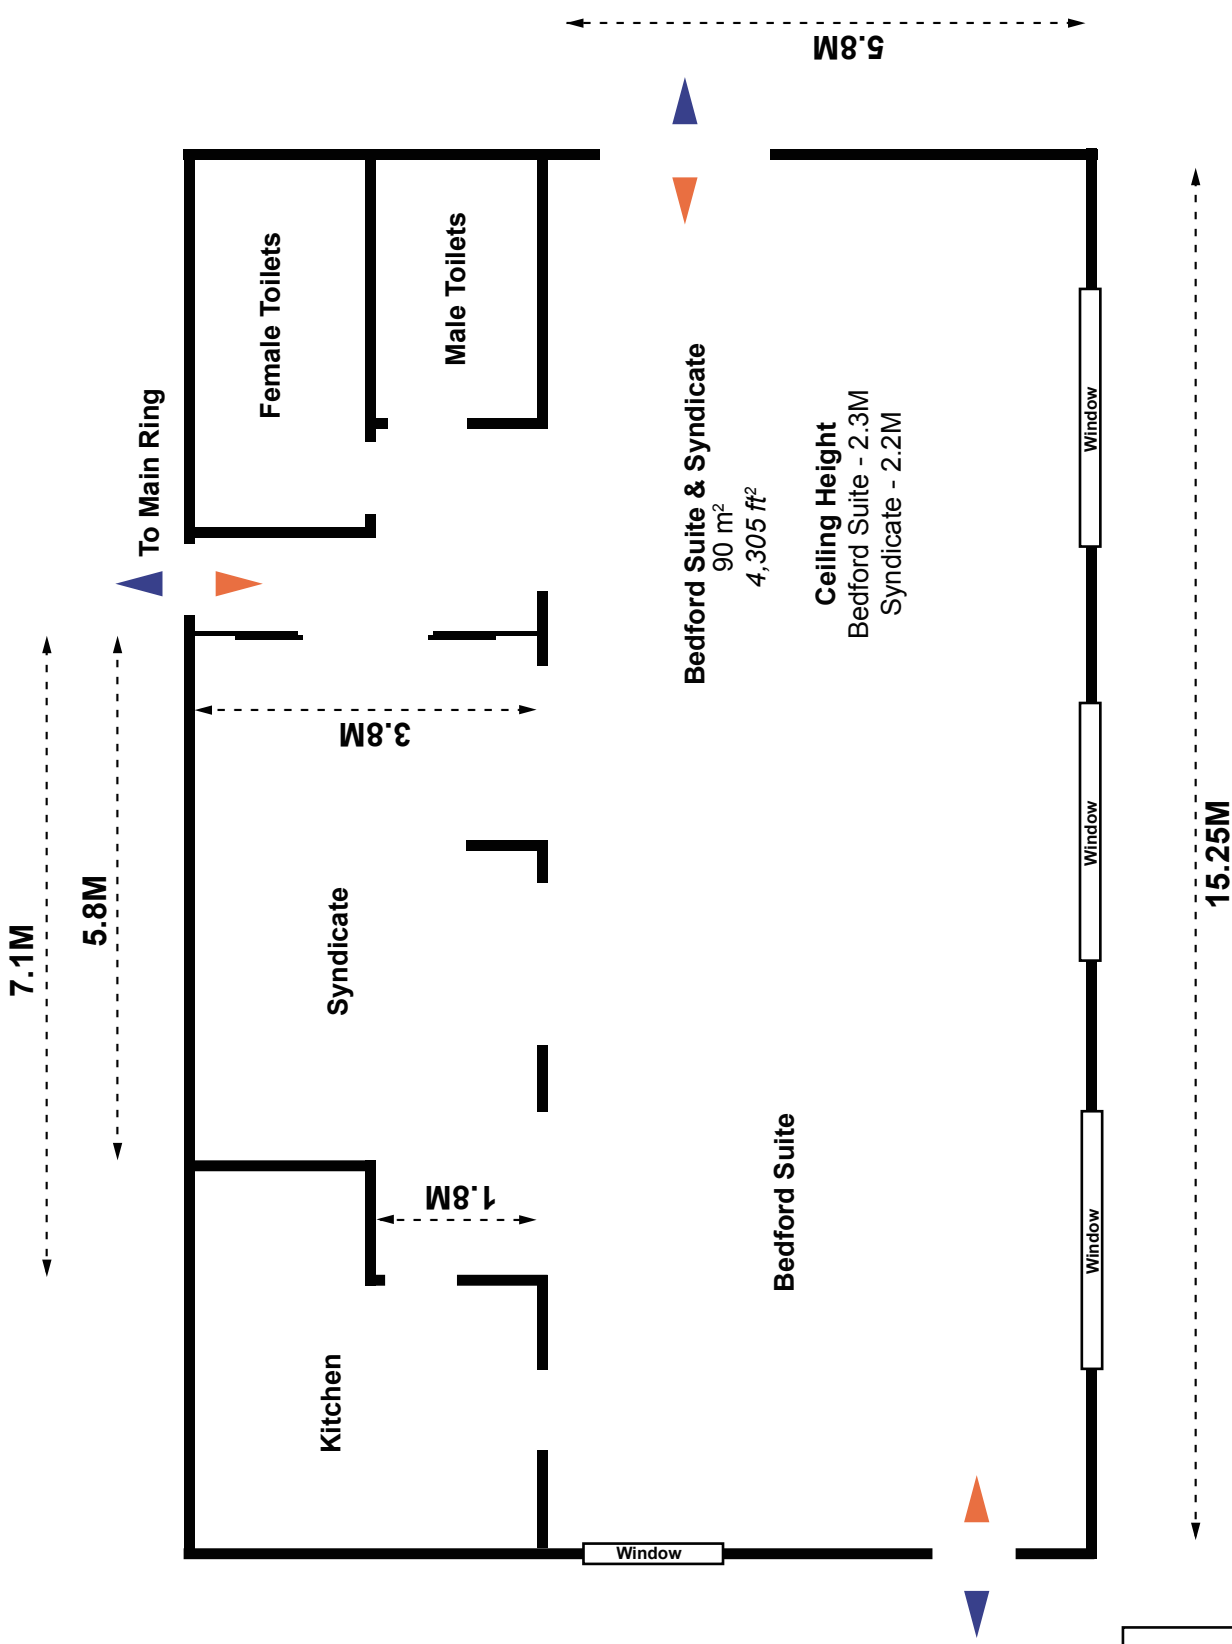 7.1M
5.8M
To Main Ring
5.8M
Female Toilets
Male Toilets
3.8M
Syndicate
1.8M
Kitchen
Bedford Suite & Syndicate
90 m²
4,305 ft²
Ceiling Height
Bedford Suite - 2.3M
Syndicate - 2.2M
Bedford Suite
Window
Window
Window
Window
15.25M